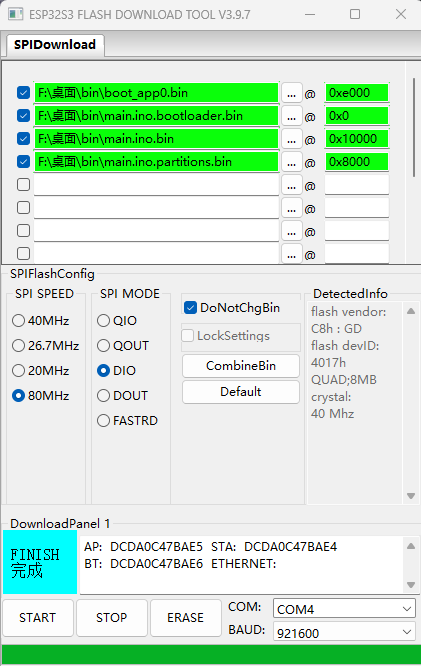 ESP32S3 FLASH DOWNLOAD TOOL V3.9.7
SPIDownload
F:\桌面\bin\boot_app0.bin ... @ 0xe000
F:\桌面\bin\main.ino.bootloader.bin ... @ 0x0
F:\桌面\bin\main.ino.bin ... @ 0x10000
F:\桌面\bin\main.ino.partitions.bin ... @ 0x8000
... @
... @
... @
... @
SPIFlashConfig
SPI SPEED
40MHz
26.7MHz
20MHz
80MHz
SPI MODE
QIO
QOUT
DIO
DOUT
FASTRD
DoNotChgBin
LockSettings
CombineBin
Default
DetectedInfo
flash vendor:
C8h : GD
flash devID:
4017h
QUAD;8MB
crystal:
40 Mhz
DownloadPanel 1
FINISH
完成
AP: DCDA0C47BAE5 STA: DCDA0C47BAE4
BT: DCDA0C47BAE6 ETHERNET:
START
STOP
ERASE
COM: COM4
BAUD: 921600